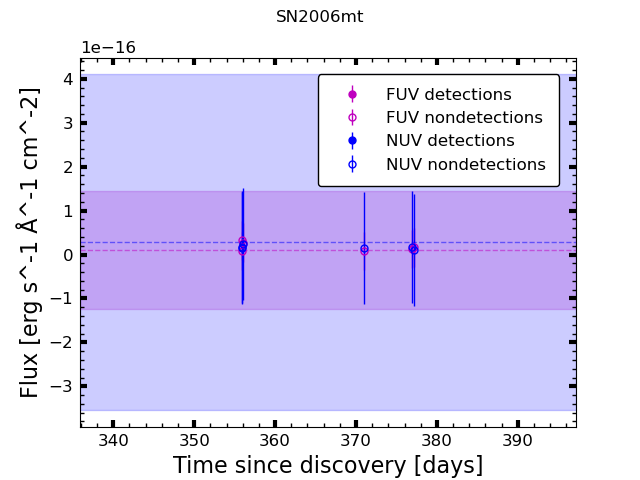 SN2006mt
1e−16
FUV detections
FUV nondetections
NUV detections
NUV nondetections
4
3
2
1
0
−1
−2
−3
Flux [erg s^-1 Å^-1 cm^-2]
340
350
360
370
380
390
Time since discovery [days]